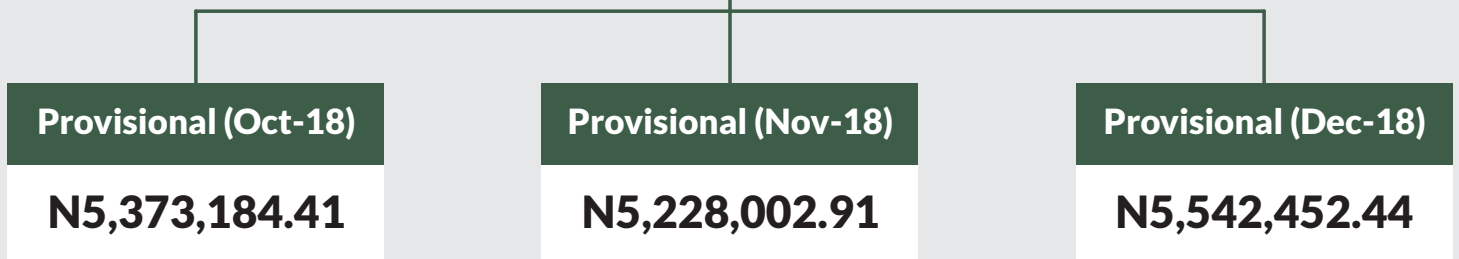 Provisional (Oct-18)
N5,373,184.41
Provisional (Nov-18)
N5,228,002.91
Provisional (Dec-18)
N5,542,452.44